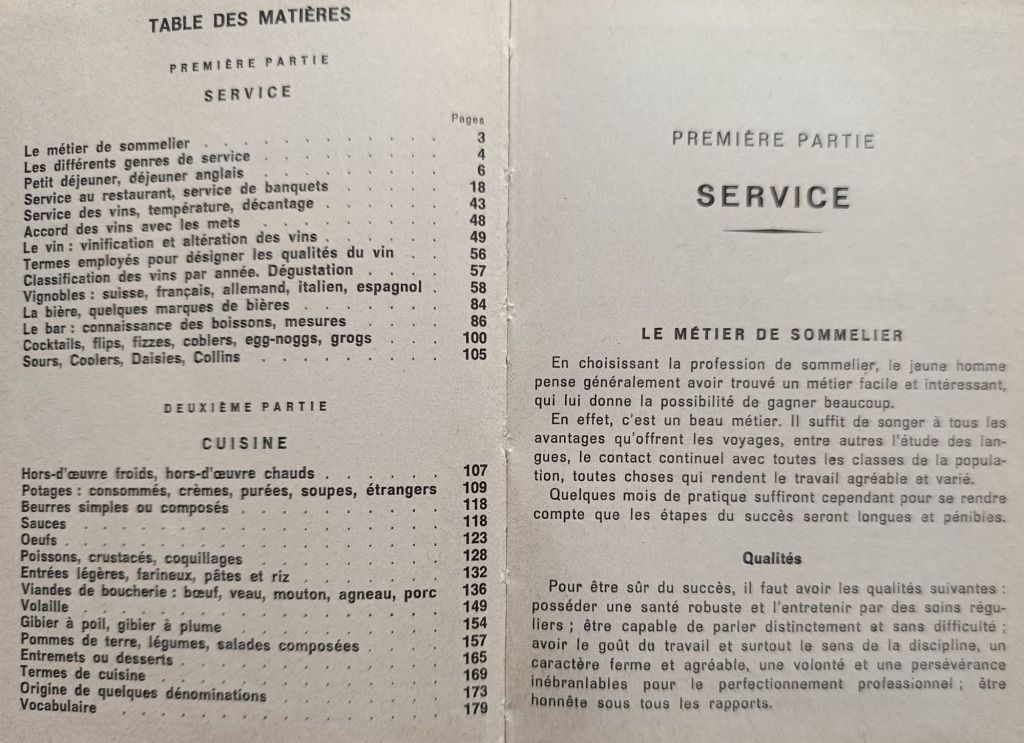 TABLE DES MATIÈRES
PREMIÈRE PARTIE
SERVICE
Pages
Le métier de sommelier . . . . . . . . 3
Les différents genres de service . . . . . . 4
Petit déjeuner, déjeuner anglais . . . . . . 6
Service au restaurant, service de banquets . . . . 18
Service des vins, température, décantage . . . . 43
Accord des vins avec les mets . . . . . . 48
Le vin : vinification et altération des vins . . . . 49
Termes employés pour désigner les qualités du vin . . 56
Classification des vins par année. Dégustation . . . . 57
Vignobles : suisse, français, allemand, italien, espagnol . 58
La bière, quelques marques de bières . . . . . 84
Le bar : connaissance des boissons, mesures . . . . 86
Cocktails, flips, fizzes, coblers, egg-noggs, grogs . . . 100
Sours, Coolers, Daisies, Collins . . . . . . 105
DEUXIÈME PARTIE
CUISINE
Hors-d'œuvre froids, hors-d'œuvre chauds . . . . 107
Potages : consommés, crèmes, purées, soupes, étrangers 109
Beurres simples ou composés . . . . . . 118
Sauces . . . . . . . . . . . 118
Oeufs . . . . . . . . . . . 123
Poissons, crustacés, coquillages . . . . . . 128
Entrées légères, farineux, pâtes et riz . . . . . 132
Viandes de boucherie : bœuf, veau, mouton, agneau, porc 136
Volaille . . . . . . . . . . . 149
Gibier à poil, gibier à plume . . . . . . 154
Pommes de terre, légumes, salades composées . . . 157
Entremets ou desserts . . . . . . . . 165
Termes de cuisine . . . . . . . . . 169
Origine de quelques dénominations . . . . . 173
Vocabulaire . . . . . . . . . . 179
PREMIÈRE PARTIE
SERVICE
LE MÉTIER DE SOMMELIER
En choisissant la profession de sommelier, le jeune homme
pense généralement avoir trouvé un métier facile et intéressant,
qui lui donne la possibilité de gagner beaucoup.
En effet, c'est un beau métier. Il suffit de songer à tous les
avantages qu'offrent les voyages, entre autres l'étude des lan-
gues, le contact continuel avec toutes les classes de la popula-
tion, toutes choses qui rendent le travail agréable et varié.
Quelques mois de pratique suffiront cependant pour se rendre
compte que les étapes du succès seront longues et pénibles.
Qualités
Pour être sûr du succès, il faut avoir les qualités suivantes :
posséder une santé robuste et l'entretenir par des soins régu-
liers ; être capable de parler distinctement et sans difficulté ;
avoir le goût du travail et surtout le sens de la discipline, un
caractère ferme et agréable, une volonté et une persévérance
inébranlables pour le perfectionnement professionnel ; être
honnête sous tous les rapports.